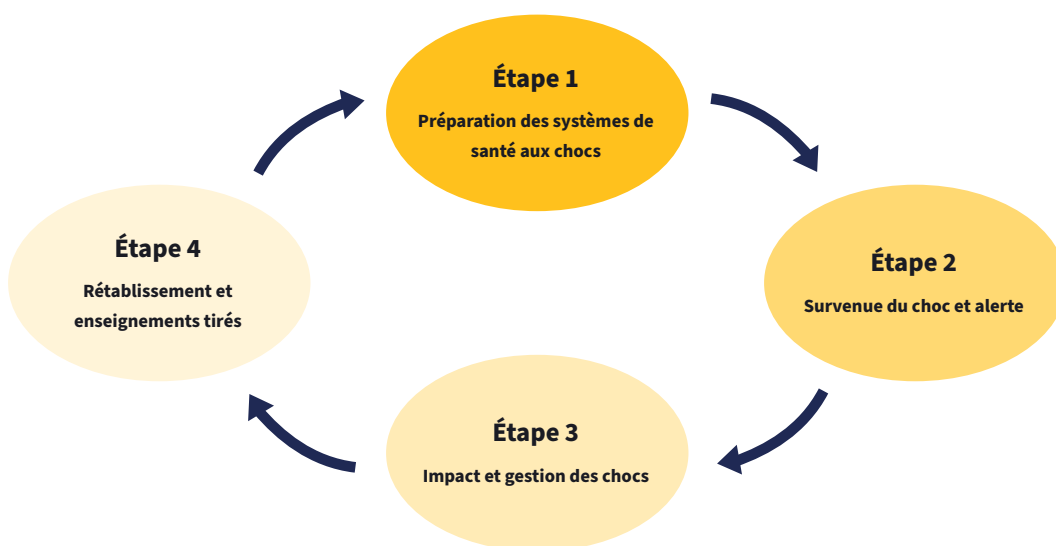 Étape 1
Préparation des systèmes de
santé aux chocs
Étape 2
Survenue du choc et alerte
Étape 3
Impact et gestion des chocs
Étape 4
Rétablissement et
enseignements tirés